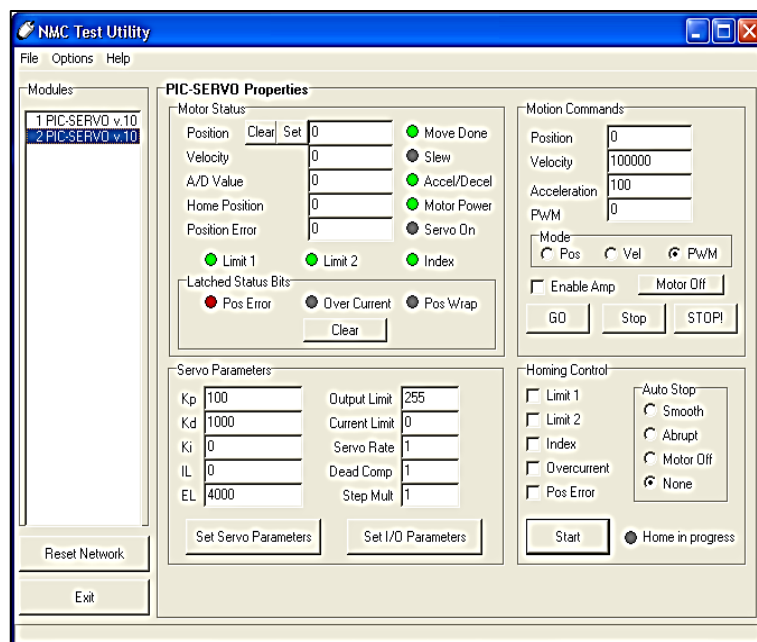 NMC Test Utility
File Options Help
Modules
1 PIC-SERVO v.10
2 PIC-SERVO v.10
Reset Network
Exit
PIC-SERVO Properties
Motor Status
Position Clear Set 0 Move Done
Velocity 0 Slew
A/D Value 0 Accel/Decel
Home Position 0 Motor Power
Position Error 0 Servo On
Limit 1 Limit 2 Index
Latched Status Bits
Pos Error Over Current Pos Wrap
Clear
Motion Commands
Position 0
Velocity 100000
Acceleration 100
PWM 0
Mode
Pos Vel PWM
Enable Amp Motor Off
GO Stop STOP!
Servo Parameters
Kp 100 Output Limit 255
Kd 1000 Current Limit 0
Ki 0 Servo Rate 1
IL 0 Dead Comp 1
EL 4000 Step Mult 1
Set Servo Parameters Set I/O Parameters
Homing Control
Limit 1
Limit 2
Index
Overcurrent
Pos Error
Auto Stop
Smooth
Abrupt
Motor Off
None
Start Home in progress